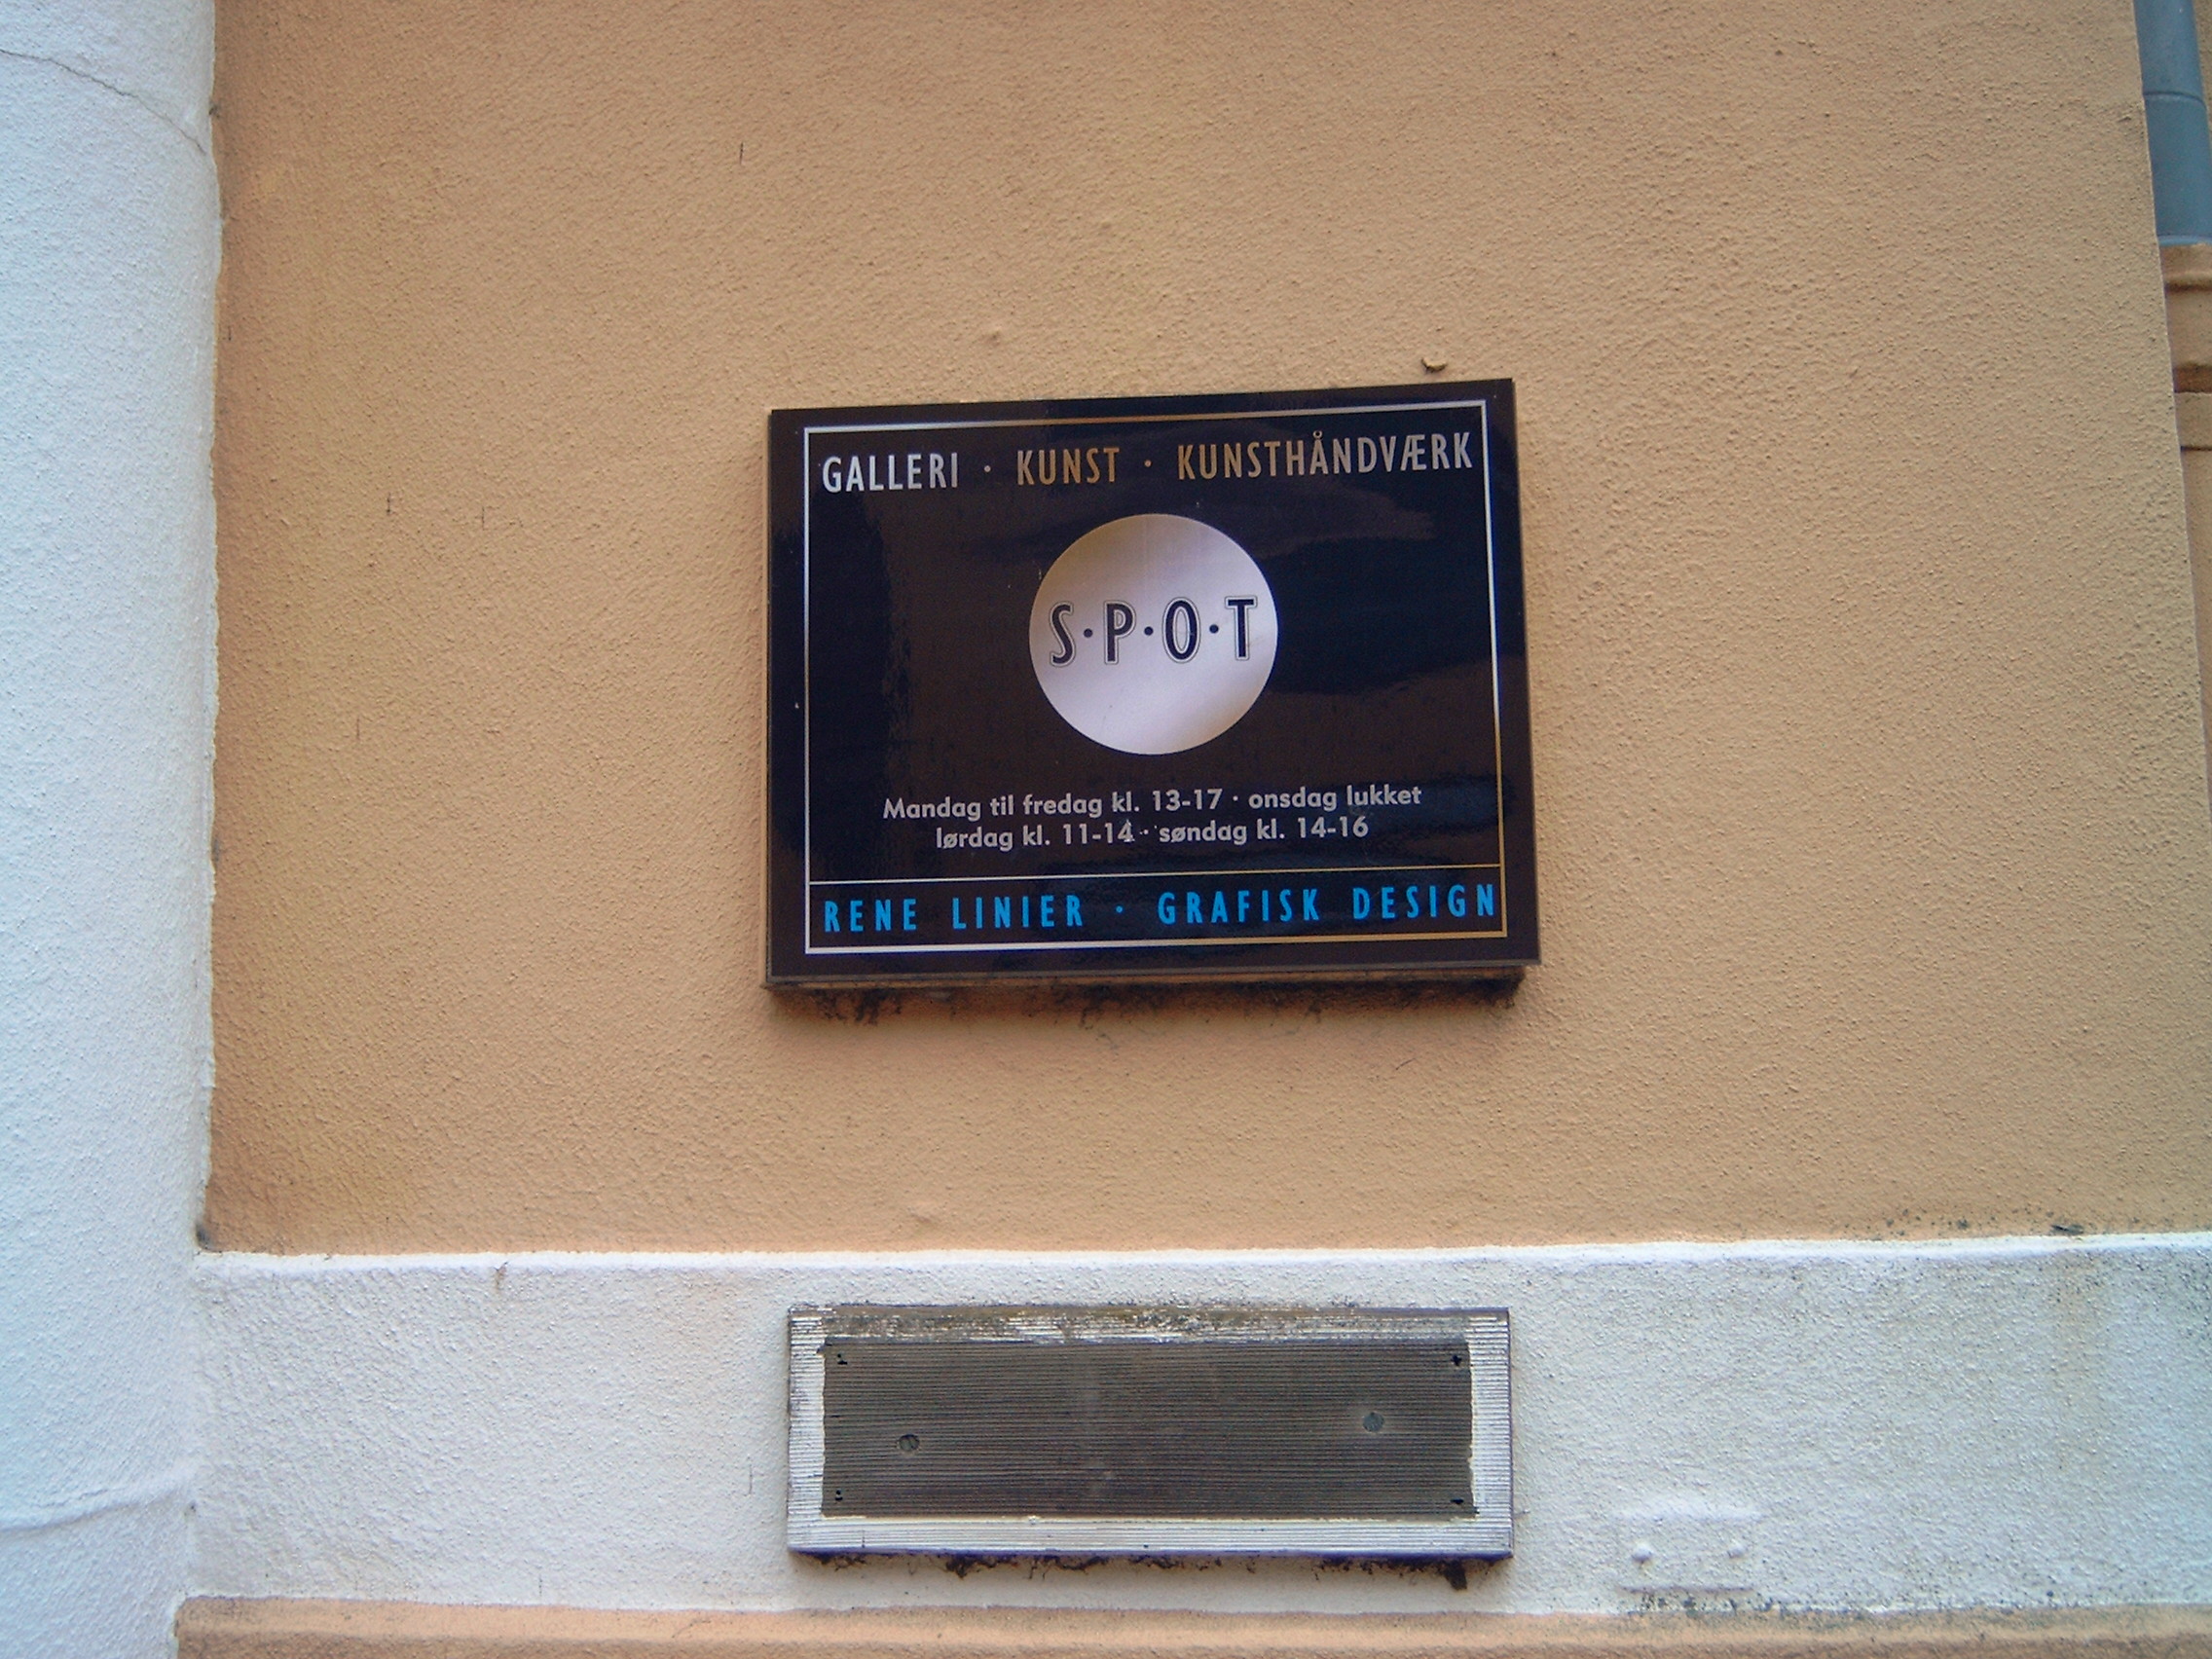 GALLERI · KUNST · KUNSTHÅNDVÆRK
S·P·O·T
Mandag til fredag kl. 13-17 · onsdag lukket
lørdag kl. 11-14 · søndag kl. 14-16
RENE LINIER · GRAFISK DESIGN